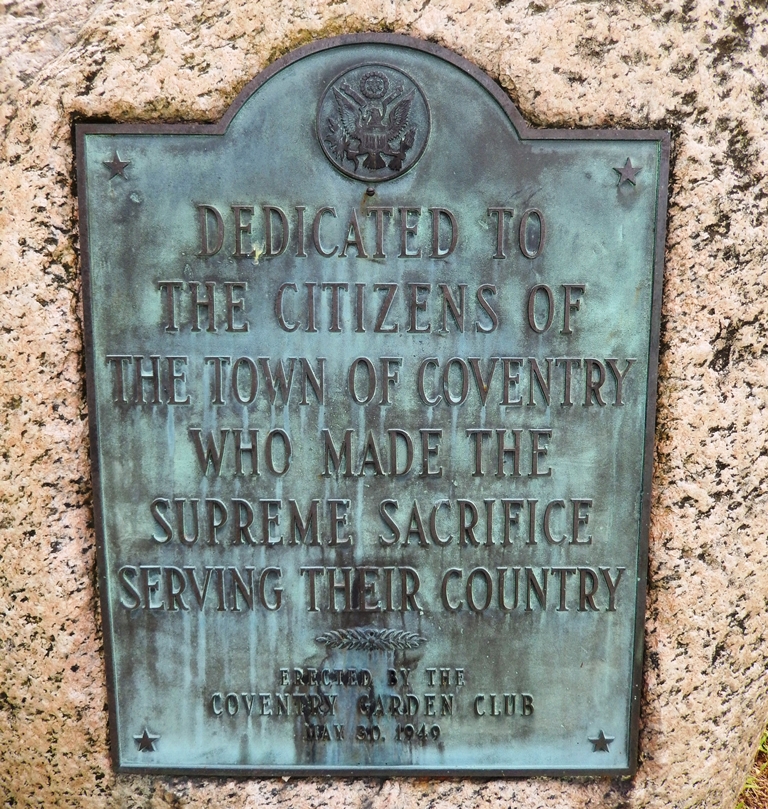 DEDICATED TO
THE CITIZENS OF
THE TOWN OF COVENTRY
WHO MADE THE
SUPREME SACRIFICE
SERVING THEIR COUNTRY
ERECTED BY THE
COVENTRY GARDEN CLUB
MAY 30, 1949